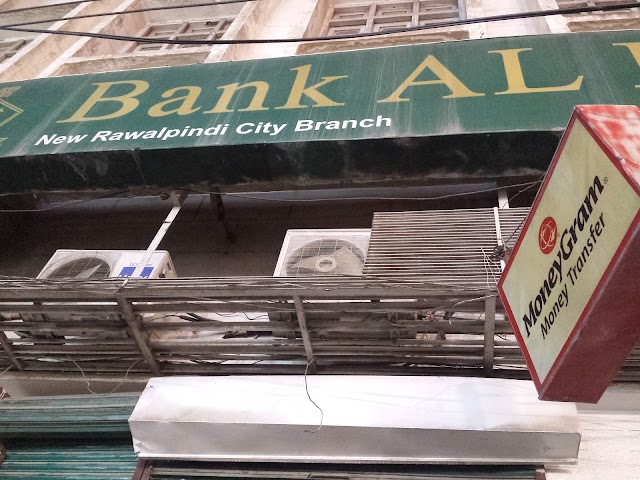 Bank AL
New Rawalpindi City Branch
MoneyGram
Money Transfer